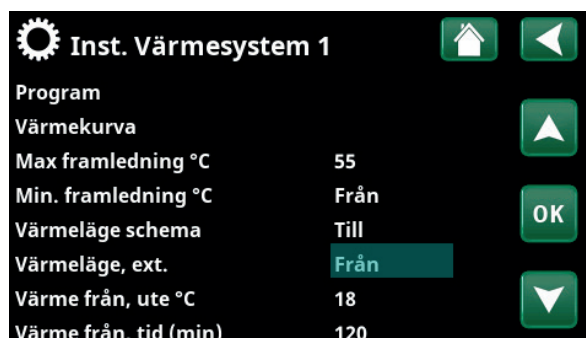 Inst. Värmesystem 1
Program
Värmekurva
Max framledning °C 55
Min. framledning °C Från
Värmeläge schema Till
OK
Värmeläge, ext. Från
Värme från, ute °C 18
Värme från, tid (min) 120